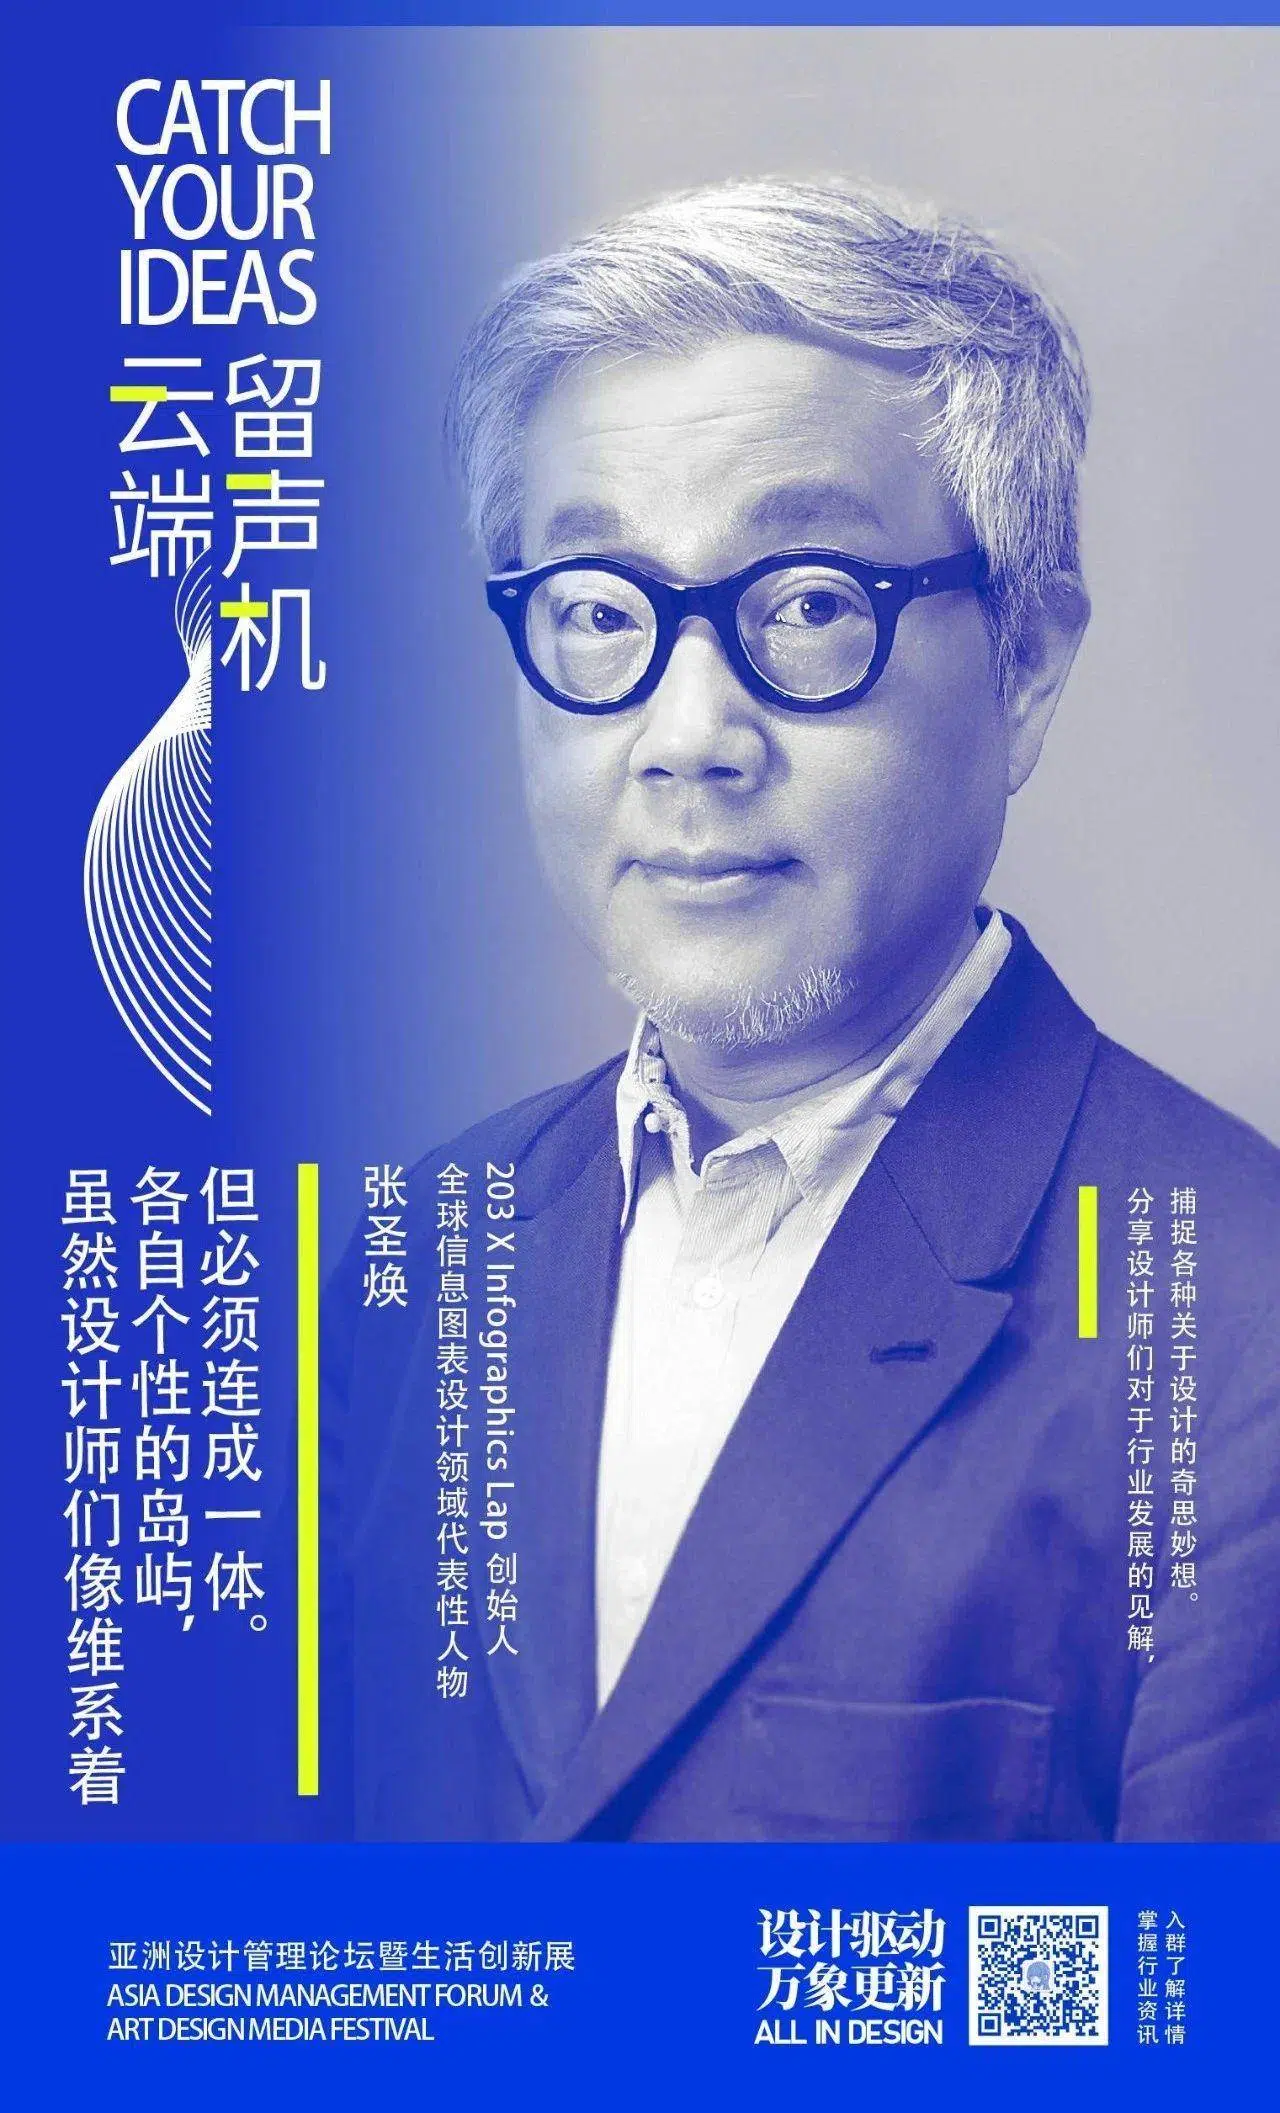 CATCH
YOUR
IDEAS
云端
留声机
虽然设计师们像维系着
各自个性的岛屿,
但必须连成一体。
张圣焕
全球信息图表设计领域代表性人物
203 X Infographics Lap 创始人
分享设计师们对于行业发展的见解,
捕捉各种关于设计的奇思妙想。
亚洲设计管理论坛暨生活创新展
ASIA DESIGN MANAGEMENT FORUM &
ART DESIGN MEDIA FESTIVAL
设计驱动
万象更新
ALL IN DESIGN
入群了解详情
掌握行业资讯